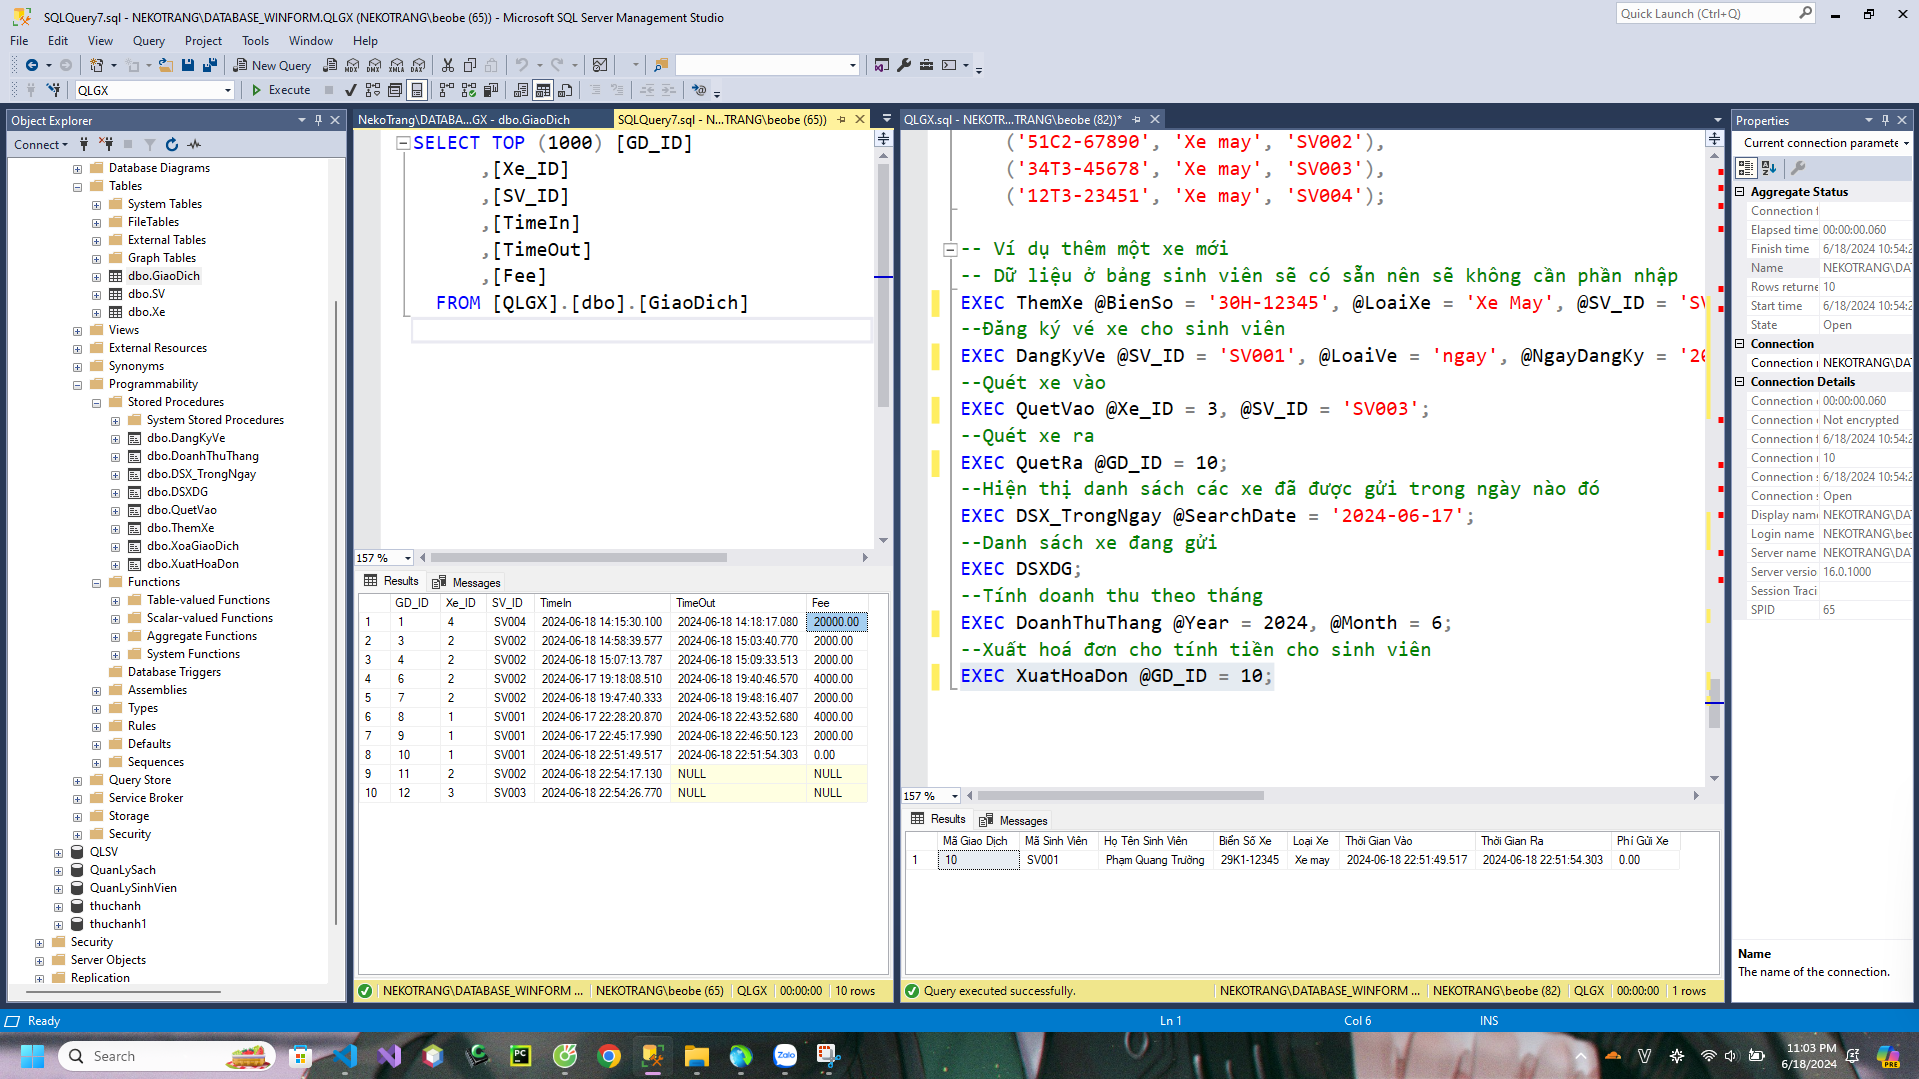 SQLQuery7.sql - NEKOTRANG\DATABASE_WINFORM.QLGX (NEKOTRANG\beobe (65)) - Microsoft SQL Server Management Studio
Quick Launch (Ctrl+Q)
File Edit View Query Project Tools Window Help
New Query
MDX DMX XMLA DAX
QLGX
Execute
Object Explorer
Connect
Database Diagrams
Tables
System Tables
FileTables
External Tables
Graph Tables
dbo.GiaoDich
dbo.SV
dbo.Xe
Views
External Resources
Synonyms
Programmability
Stored Procedures
System Stored Procedures
dbo.DangKyVe
dbo.DoanhThuThang
dbo.DSX_TrongNgay
dbo.DSXDG
dbo.QuetVao
dbo.ThemXe
dbo.XoaGiaoDich
dbo.XuatHoaDon
Functions
Table-valued Functions
Scalar-valued Functions
Aggregate Functions
System Functions
Database Triggers
Assemblies
Types
Rules
Defaults
Sequences
Query Store
Service Broker
Storage
Security
QLSV
QuanLySach
QuanLySinhVien
thuchanh
thuchanh1
Security
Server Objects
Replication
NekoTrang\DATABA...GX - dbo.GiaoDich
SQLQuery7.sql - N...TRANG\beobe (65))
SELECT TOP (1000) [GD_ID]
,[Xe_ID]
,[SV_ID]
,[TimeIn]
,[TimeOut]
,[Fee]
FROM [QLGX].[dbo].[GiaoDich]
157 %
Results Messages
GD_ID Xe_ID SV_ID TimeIn TimeOut Fee
1 1 4 SV004 2024-06-18 14:15:30.100 2024-06-18 14:18:17.080 20000.00
2 3 2 SV002 2024-06-18 14:58:39.577 2024-06-18 15:03:40.770 2000.00
3 4 2 SV002 2024-06-18 15:07:13.787 2024-06-18 15:09:33.513 2000.00
4 6 2 SV002 2024-06-17 19:18:08.510 2024-06-18 19:40:46.570 4000.00
5 7 2 SV002 2024-06-18 19:47:40.333 2024-06-18 19:48:16.407 2000.00
6 8 1 SV001 2024-06-17 22:28:20.870 2024-06-18 22:43:52.680 4000.00
7 9 1 SV001 2024-06-17 22:45:17.990 2024-06-18 22:46:50.123 2000.00
8 10 1 SV001 2024-06-18 22:51:49.517 2024-06-18 22:51:54.303 0.00
9 11 2 SV002 2024-06-18 22:54:17.130 NULL NULL
10 12 3 SV003 2024-06-18 22:54:26.770 NULL NULL
NEKOTRANG\DATABASE_WINFORM ... NEKOTRANG\beobe (65) QLGX 00:00:00 10 rows
QLGX.sql - NEKOTR...TRANG\beobe (82))*
('51C2-67890', 'Xe may', 'SV002'),
('34T3-45678', 'Xe may', 'SV003'),
('12T3-23451', 'Xe may', 'SV004');
-- Ví dụ thêm một xe mới
-- Dữ liệu ở bảng sinh viên sẽ có sẵn nên sẽ không cần phần nhập
EXEC ThemXe @BienSo = '30H-12345', @LoaiXe = 'Xe May', @SV_ID = 'SV
--Đăng ký vé xe cho sinh viên
EXEC DangKyVe @SV_ID = 'SV001', @LoaiVe = 'ngay', @NgayDangKy = '20
--Quét xe vào
EXEC QuetVao @Xe_ID = 3, @SV_ID = 'SV003';
--Quét xe ra
EXEC QuetRa @GD_ID = 10;
--Hiện thị danh sách các xe đã được gửi trong ngày nào đó
EXEC DSX_TrongNgay @SearchDate = '2024-06-17';
--Danh sách xe đang gửi
EXEC DSXDG;
--Tính doanh thu theo tháng
EXEC DoanhThuThang @Year = 2024, @Month = 6;
--Xuất hoá đơn cho tính tiền cho sinh viên
EXEC XuatHoaDon @GD_ID = 10;
157 %
Results Messages
Mã Giao Dịch Mã Sinh Viên Họ Tên Sinh Viên Biển Số Xe Loại Xe Thời Gian Vào Thời Gian Ra Phí Gửi Xe
1 10 SV001 Phạm Quang Trường 29K1-12345 Xe may 2024-06-18 22:51:49.517 2024-06-18 22:51:54.303 0.00
Query executed successfully. NEKOTRANG\DATABASE_WINFORM ... NEKOTRANG\beobe (82) QLGX 00:00:00 1 rows
Properties
Current connection paramete
Aggregate Status
Connection f
Elapsed time 00:00:00.060
Finish time 6/18/2024 10:54:2
Name NEKOTRANG\DA
Rows returne 10
Start time 6/18/2024 10:54:2
State Open
Connection
Connection NEKOTRANG\DA
Connection Details
Connection 00:00:00.060
Connection Not encrypted
Connection f 6/18/2024 10:54:2
Connection 10
Connection s 6/18/2024 10:54:2
Connection s Open
Display name NEKOTRANG\DA
Login name NEKOTRANG\beo
Server name NEKOTRANG\DA
Server versio 16.0.1000
Session Traci
SPID 65
Name
The name of the connection.
Ready
Ln 1 Col 6 INS
Search
Zalo
11:03 PM
6/18/2024
PRE